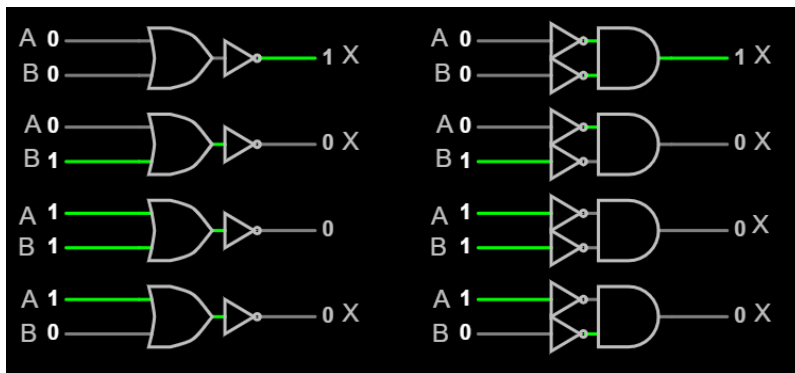 A 0 1 X A 0 1 X
B 0 B 0
A 0 0 X A 0 0 X
B 1 B 1
A 1 0 A 1 0 X
B 1 B 1
A 1 0 X A 1 0 X
B 0 B 0